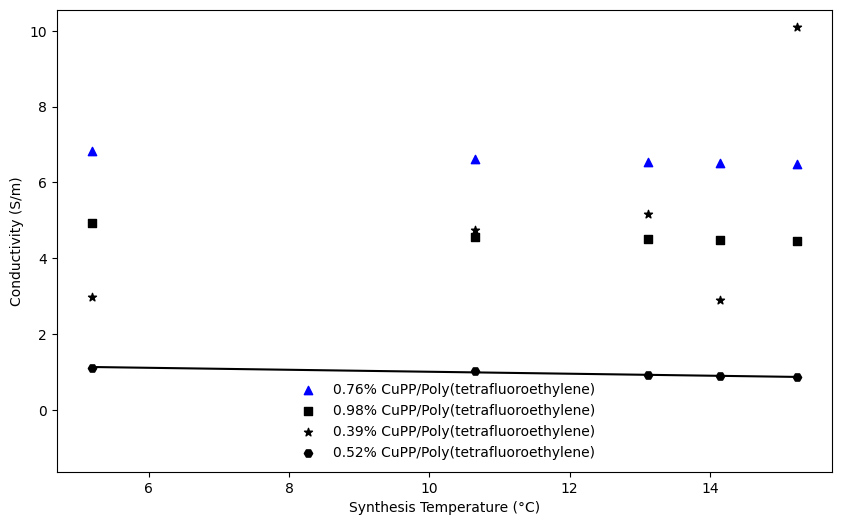 10
8
6
4
2
0
Conductivity (S/m)
0.76% CuPP/Poly(tetrafluoroethylene)
0.98% CuPP/Poly(tetrafluoroethylene)
0.39% CuPP/Poly(tetrafluoroethylene)
0.52% CuPP/Poly(tetrafluoroethylene)
6 8 10 12 14
Synthesis Temperature (°C)